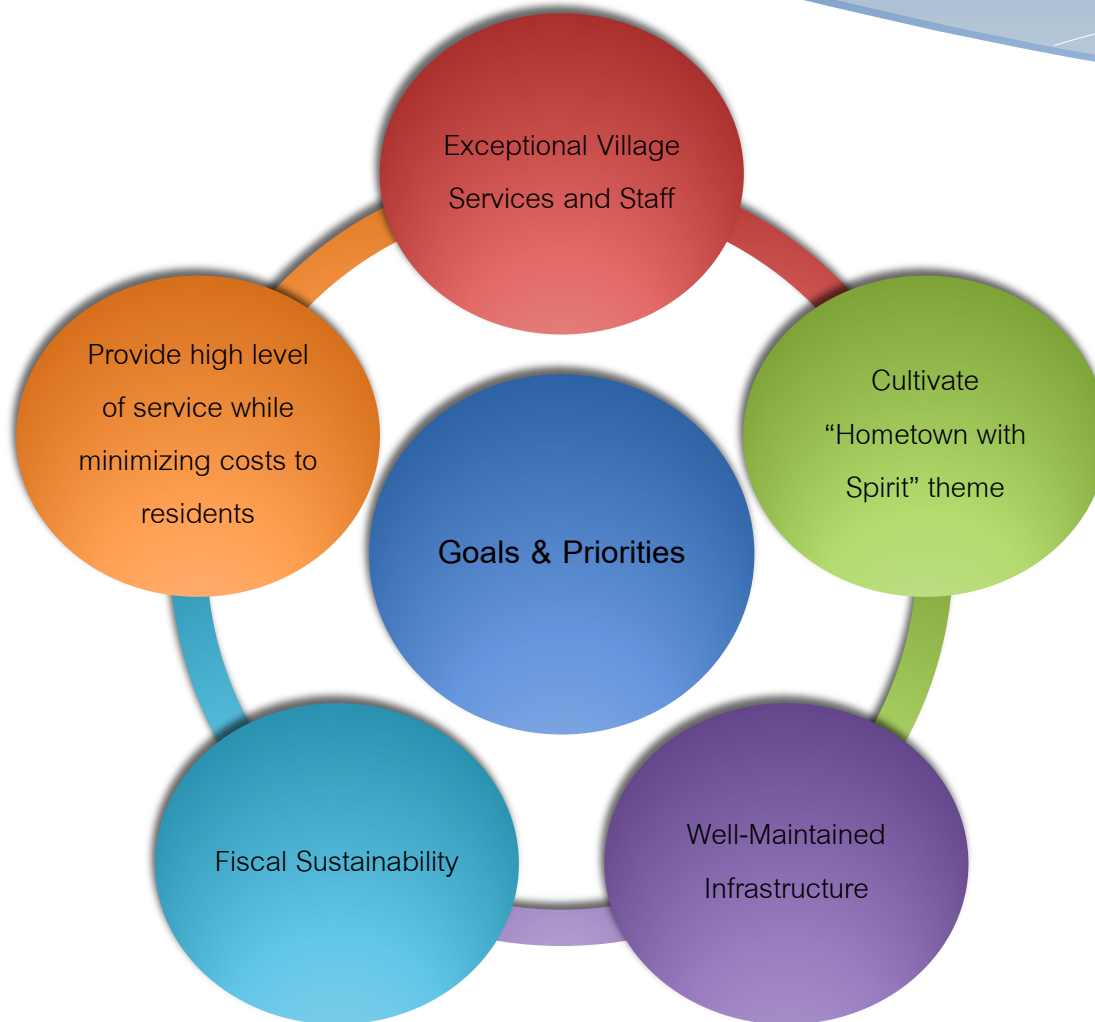 Exceptional Village
Services and Staff
Cultivate
“Hometown with
Spirit” theme
Well-Maintained
Infrastructure
Fiscal Sustainability
Provide high level
of service while
minimizing costs to
residents
Goals & Priorities